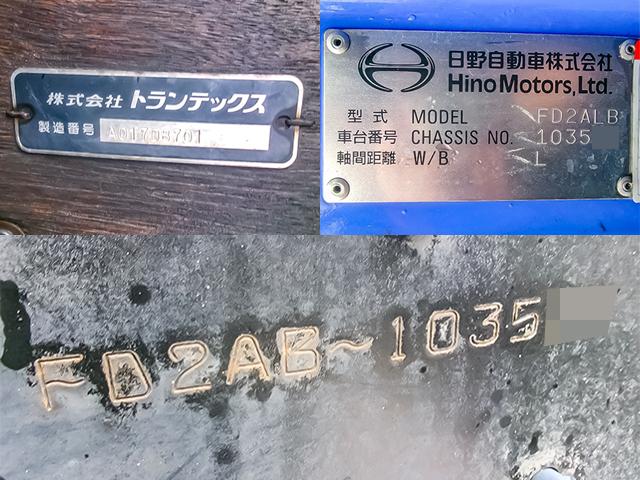 株式会社 トランテックス
製造番号 A017D8701
日野自動車株式会社
Hino Motors, Ltd.
型式 MODEL FD2ALB
車台番号 CHASSIS NO. 1035
軸間距離 W/B L
FD2AB-1035